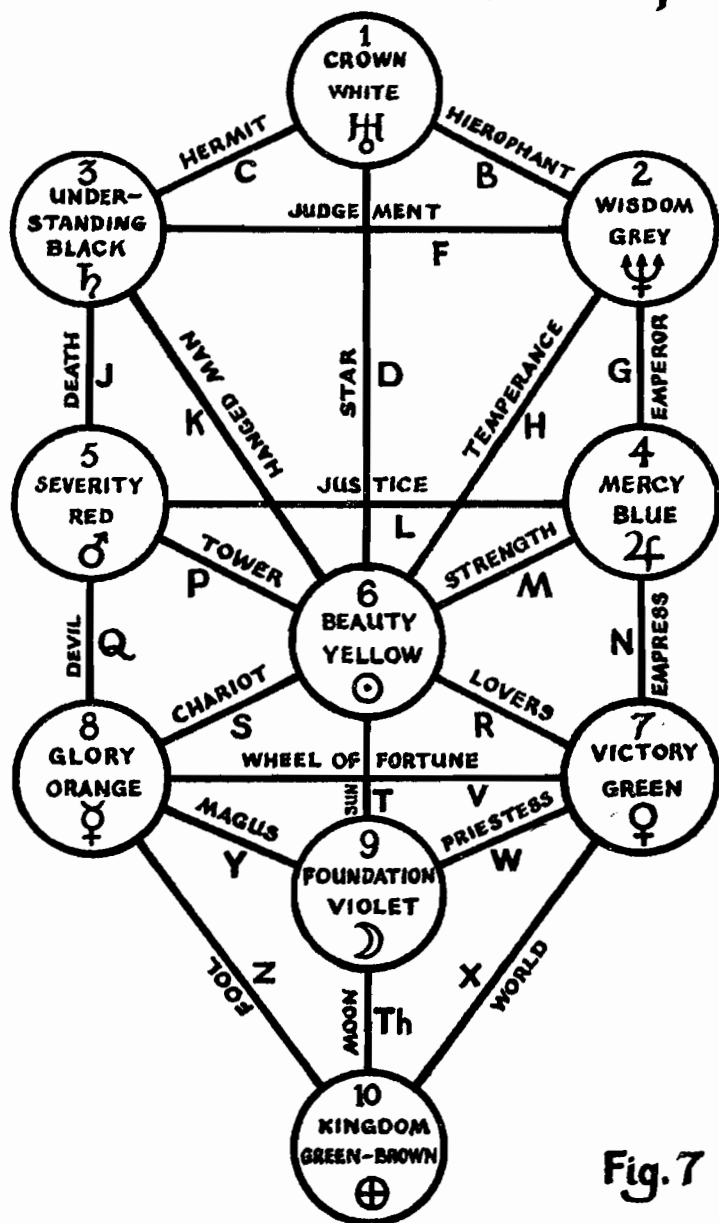 1
CROWN
WHITE
♅
HERMIT
C
HIEROPHANT
B
3
UNDER-
STANDING
BLACK
♄
JUDGEMENT
F
2
WISDOM
GREY
♆
DEATH
J
HANGED MAN
K
STAR
D
TEMPERANCE
H
G
EMPEROR
5
SEVERITY
RED
♂
JUSTICE
L
4
MERCY
BLUE
♃
TOWER
P
STRENGTH
M
6
BEAUTY
YELLOW
☉
DEVIL
Q
N
EMPRESS
CHARIOT
S
LOVERS
R
8
GLORY
ORANGE
☿
WHEEL OF FORTUNE
SUN
T
V
7
VICTORY
GREEN
♀
MAGUS
Y
PRIESTESS
W
9
FOUNDATION
VIOLET
☽
FOOL
Z
MOON
Th
X
WORLD
10
KINGDOM
GREEN-BROWN
⊕
Fig. 7